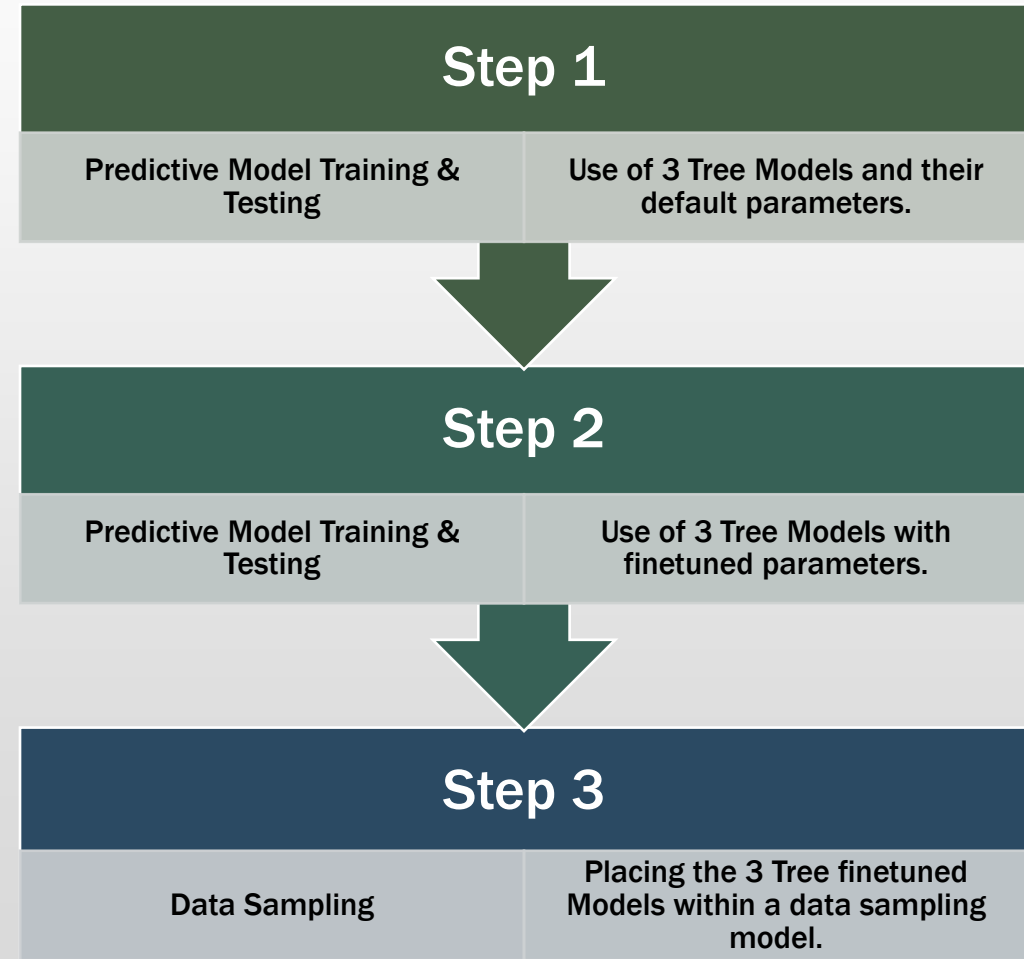 Step 1
Predictive Model Training &
Testing
Use of 3 Tree Models and their
default parameters.
Step 2
Predictive Model Training &
Testing
Use of 3 Tree Models with
finetuned parameters.
Step 3
Data Sampling
Placing the 3 Tree finetuned
Models within a data sampling
model.